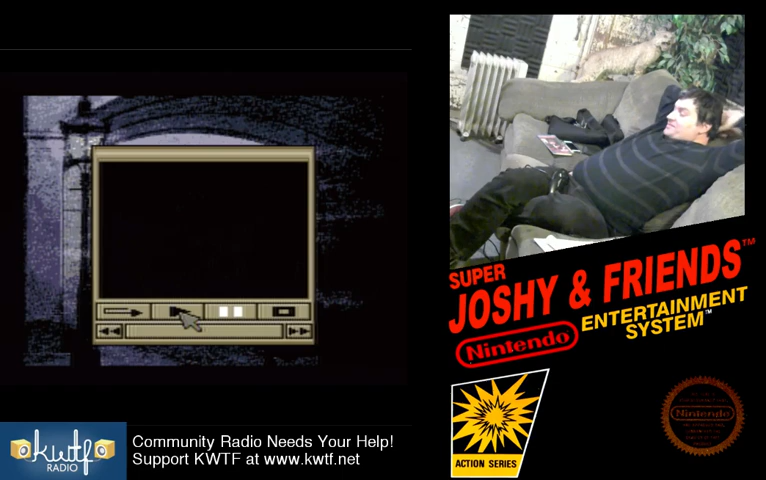 SUPER
JOSHY & FRIENDS™
Nintendo
ENTERTAINMENT
SYSTEM™
ACTION SERIES
Nintendo
kwtf
RADIO
Community Radio Needs Your Help!
Support KWTF at www.kwtf.net